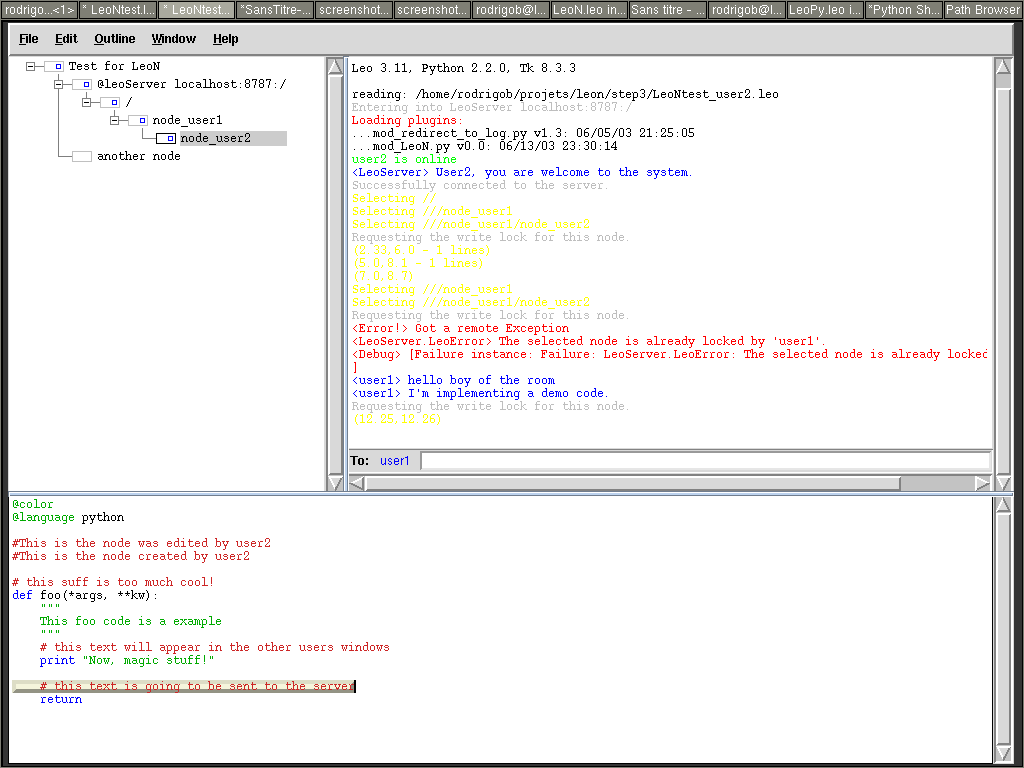 rodrigo...<1> * LeoNtest.l... * LeoNtest... *SansTitre-... screenshot... screenshot... rodrigob@l... LeoN.leo in... Sans titre - ... rodrigob@l... LeoPy.leo i... *Python Sh... Path Browser
File Edit Outline Window Help
Test for LeoN
@leoServer localhost:8787:/
/
node_user1
node_user2
another node
Leo 3.11, Python 2.2.0, Tk 8.3.3
reading: /home/rodrigob/projets/leon/step3/LeoNtest_user2.leo
Entering into LeoServer localhost:8787:/
Loading plugins:
...mod_redirect_to_log.py v1.3: 06/05/03 21:25:05
...mod_LeoN.py v0.0: 06/13/03 23:30:14
user2 is online
<LeoServer> User2, you are welcome to the system.
Successfully connected to the server.
Selecting //
Selecting ///node_user1
Selecting ///node_user1/node_user2
Requesting the write lock for this node.
(2.33,6.0 - 1 lines)
(5.0,8.1 - 1 lines)
(7.0,8.7)
Selecting ///node_user1
Selecting ///node_user1/node_user2
Requesting the write lock for this node.
<Error!> Got a remote Exception
<LeoServer.LeoError> The selected node is already locked by 'user1'.
<Debug> [Failure instance: Failure: LeoServer.LeoError: The selected node is already locked
]
<user1> hello boy of the room
<user1> I'm implementing a demo code.
Requesting the write lock for this node.
(12.25,12.26)
To: user1
@color
@language python
#This is the node was edited by user2
#This is the node created by user2
# this suff is too much cool!
def foo(*args, **kw):
"""
This foo code is a example
"""
# this text will appear in the other users windows
print "Now, magic stuff!"
# this text is going to be sent to the server
return